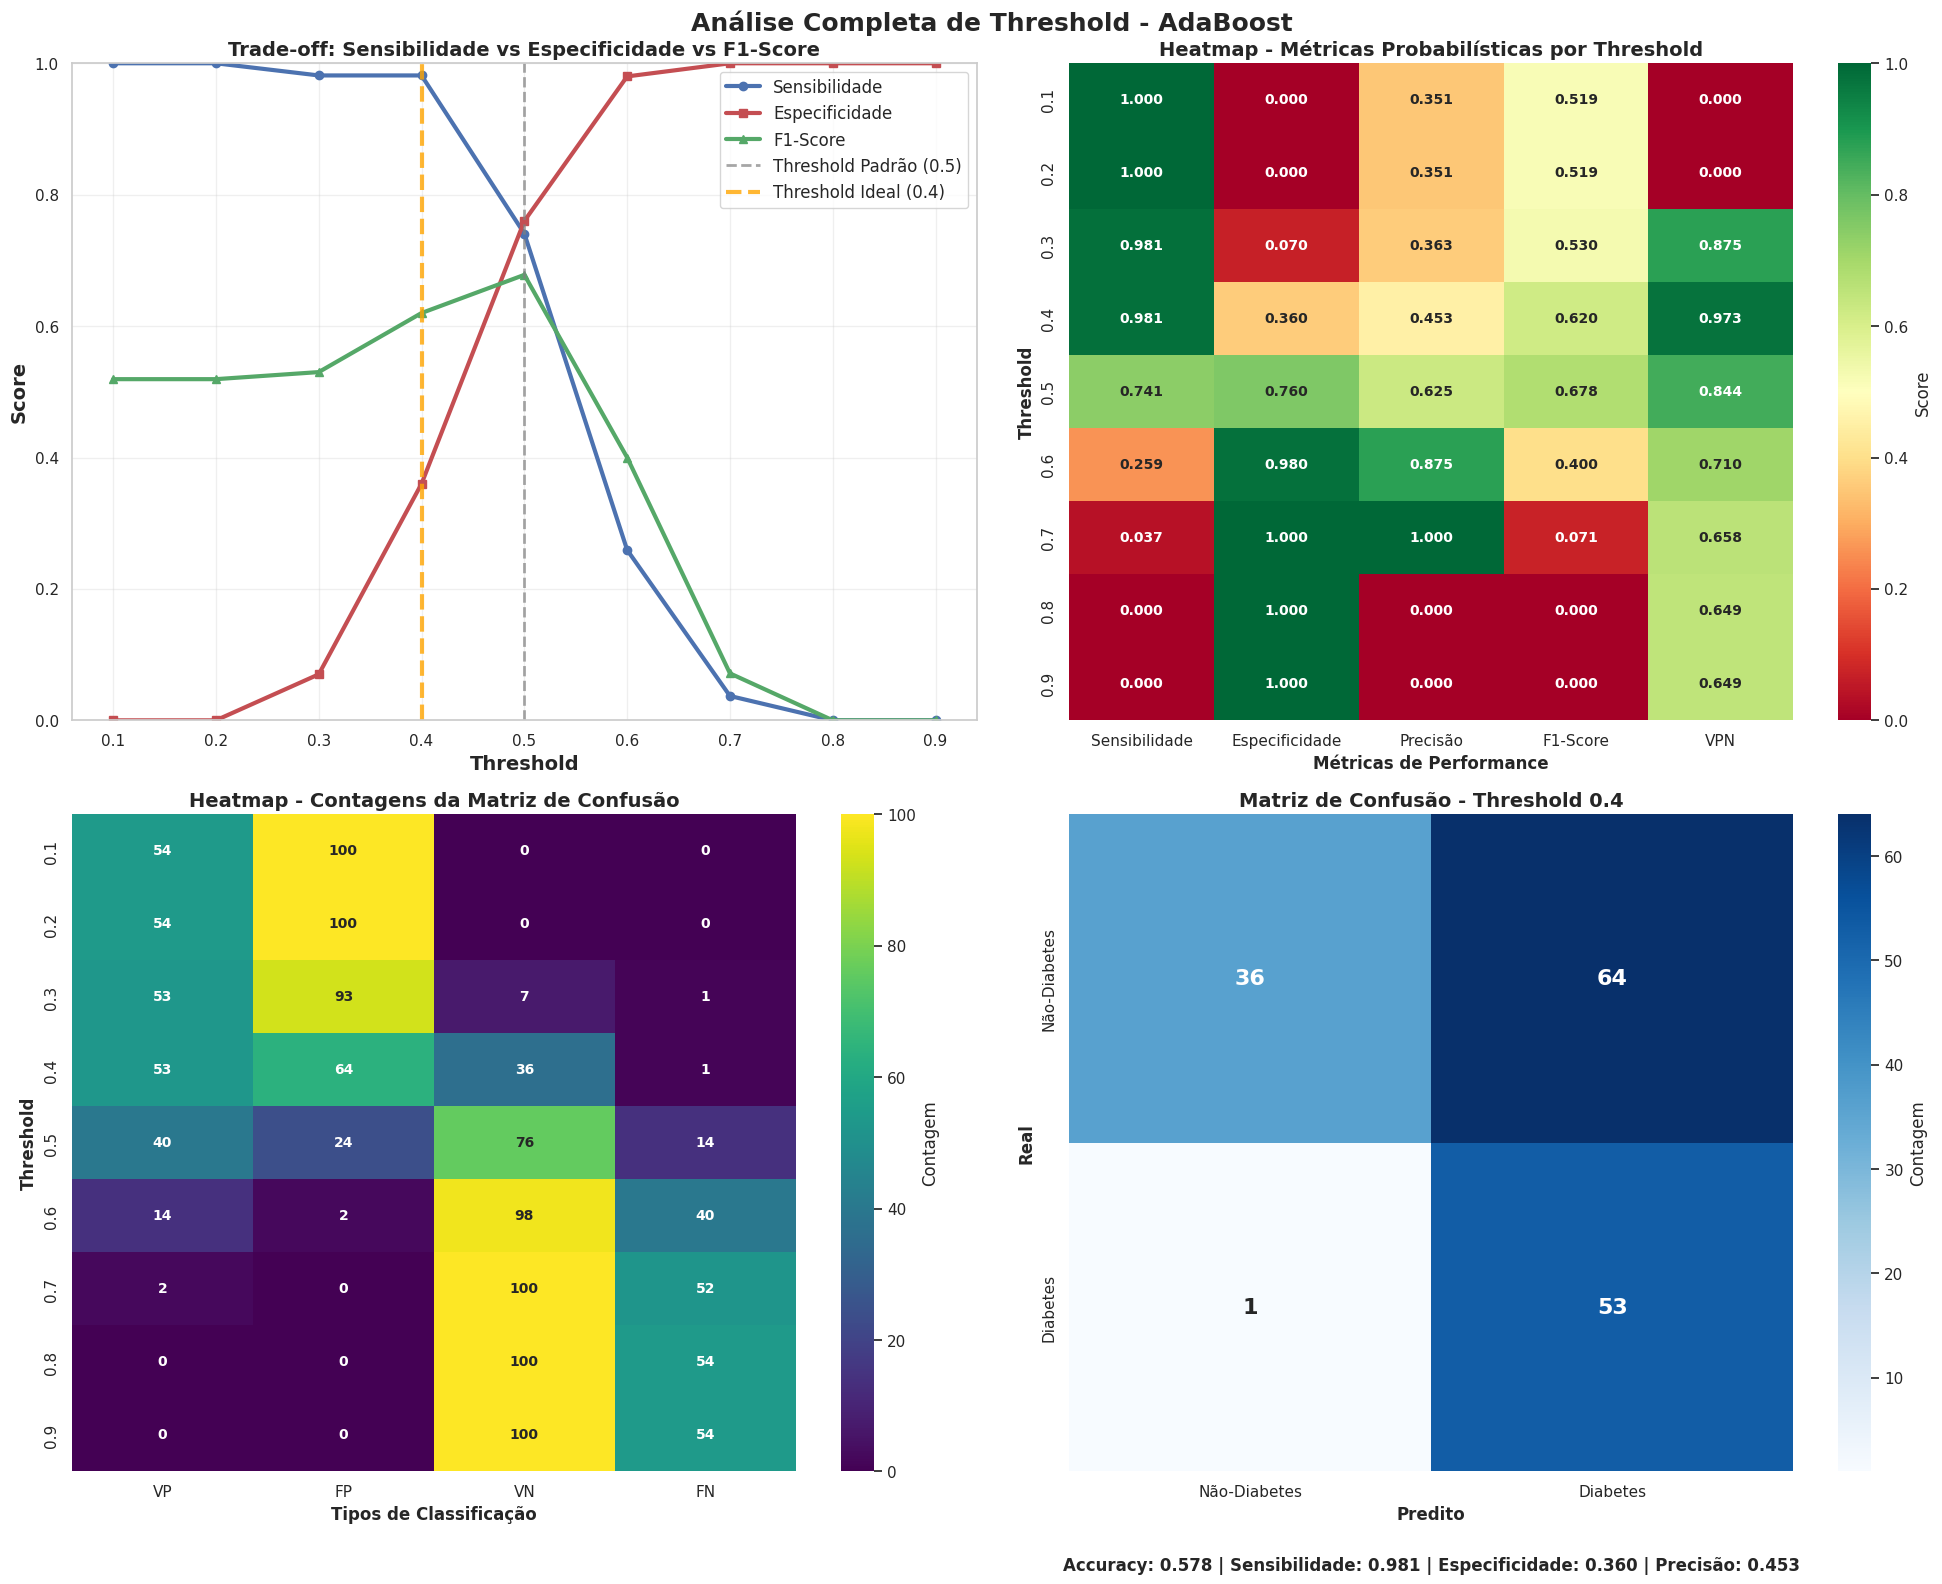 Análise Completa de Threshold - AdaBoost
Trade-off: Sensibilidade vs Especificidade vs F1-Score
Score
1.0
0.8
0.6
0.4
0.2
0.0
Sensibilidade
Especificidade
F1-Score
Threshold Padrão (0.5)
Threshold Ideal (0.4)
0.1 0.2 0.3 0.4 0.5 0.6 0.7 0.8 0.9
Threshold
Heatmap - Métricas Probabilísticas por Threshold
Threshold
0.1 1.000 0.000 0.351 0.519 0.000
0.2 1.000 0.000 0.351 0.519 0.000
0.3 0.981 0.070 0.363 0.530 0.875
0.4 0.981 0.360 0.453 0.620 0.973
0.5 0.741 0.760 0.625 0.678 0.844
0.6 0.259 0.980 0.875 0.400 0.710
0.7 0.037 1.000 1.000 0.071 0.658
0.8 0.000 1.000 0.000 0.000 0.649
0.9 0.000 1.000 0.000 0.000 0.649
Sensibilidade Especificidade Precisão F1-Score VPN
Métricas de Performance
1.0
0.8
0.6
0.4
0.2
0.0
Score
Heatmap - Contagens da Matriz de Confusão
Threshold
0.1 54 100 0 0
0.2 54 100 0 0
0.3 53 93 7 1
0.4 53 64 36 1
0.5 40 24 76 14
0.6 14 2 98 40
0.7 2 0 100 52
0.8 0 0 100 54
0.9 0 0 100 54
VP FP VN FN
Tipos de Classificação
100
80
60
40
20
0
Contagem
Matriz de Confusão - Threshold 0.4
Real
Não-Diabetes 36 64
Diabetes 1 53
Não-Diabetes Diabetes
Predito
60
50
40
30
20
10
Contagem
Accuracy: 0.578 | Sensibilidade: 0.981 | Especificidade: 0.360 | Precisão: 0.453